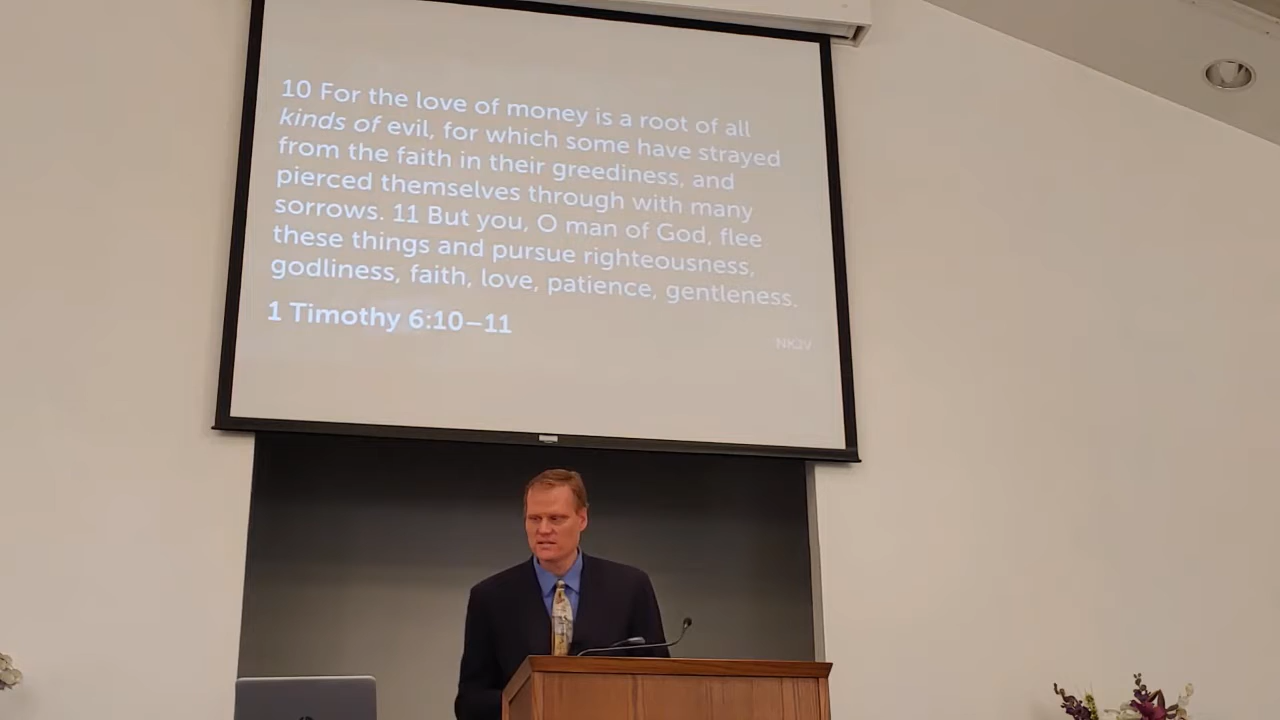 10 For the love of money is a root of all
kinds of evil, for which some have strayed
from the faith in their greediness, and
pierced themselves through with many
sorrows. 11 But you, O man of God, flee
these things and pursue righteousness,
godliness, faith, love, patience, gentleness.
1 Timothy 6:10–11
NKJV